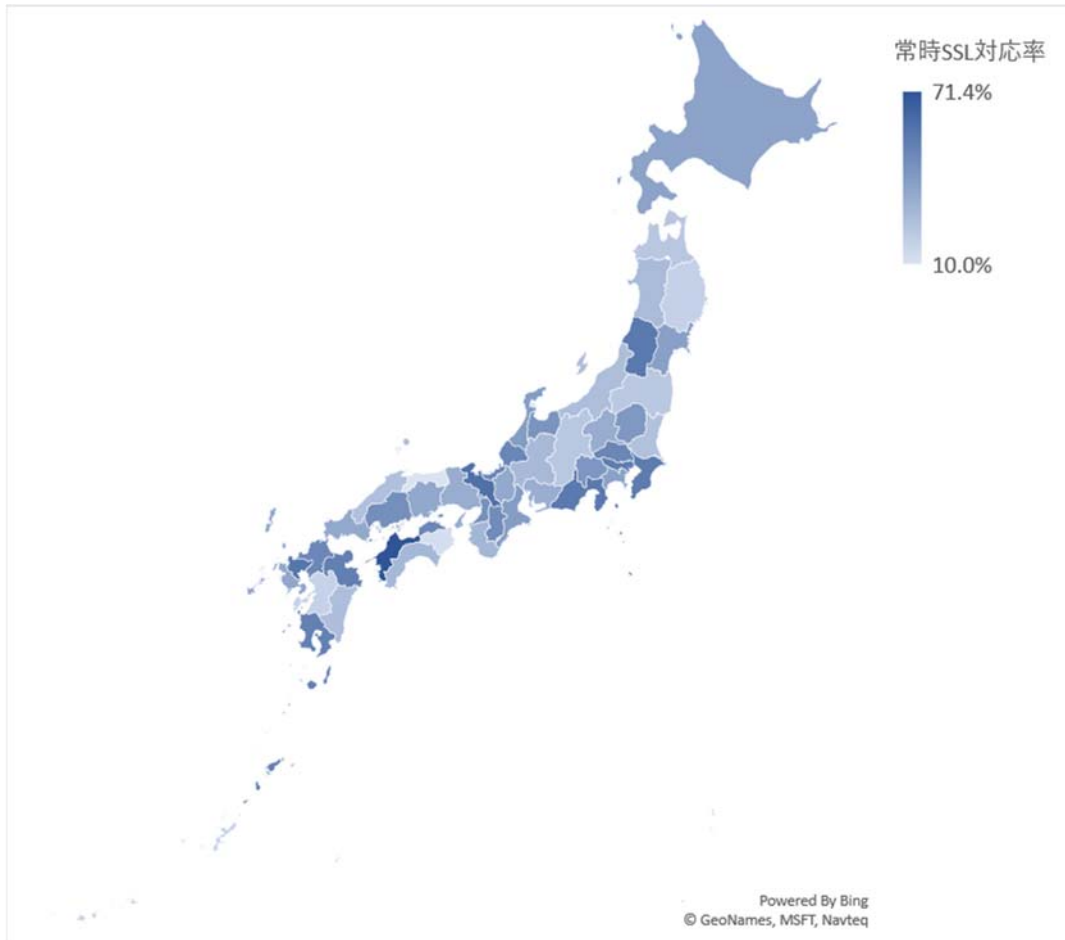 常時SSL対応率
71.4%
10.0%
Powered By Bing
© GeoNames, MSFT, Navteq